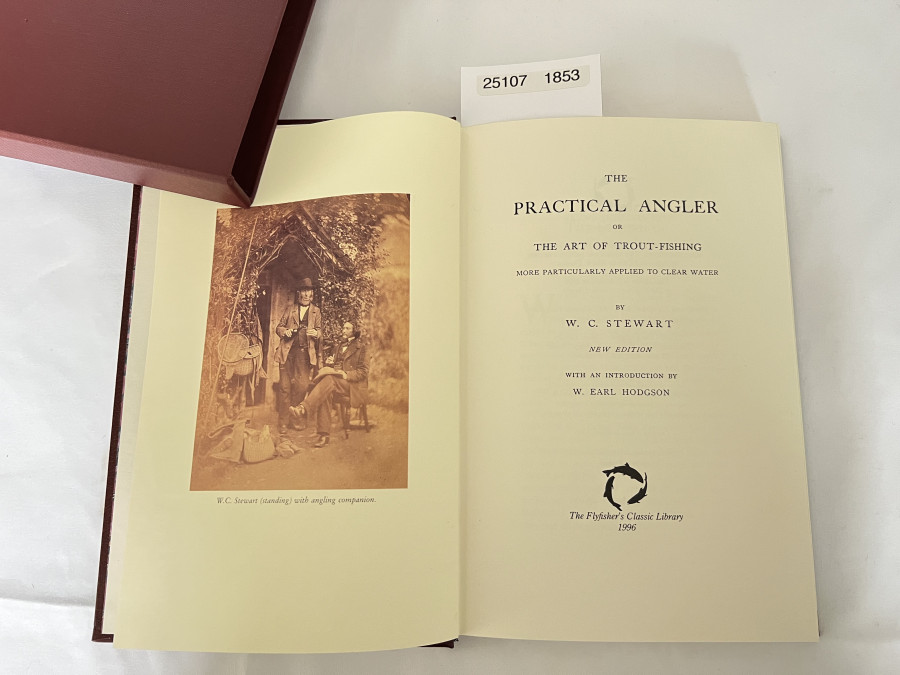 25107 1853
W.C. Stewart (standing) with angling companion.
THE
PRACTICAL ANGLER
OR
THE ART OF TROUT-FISHING
MORE PARTICULARLY APPLIED TO CLEAR WATER
BY
W. C. STEWART
NEW EDITION
WITH AN INTRODUCTION BY
W. EARL HODGSON
The Flyfisher's Classic Library
1996